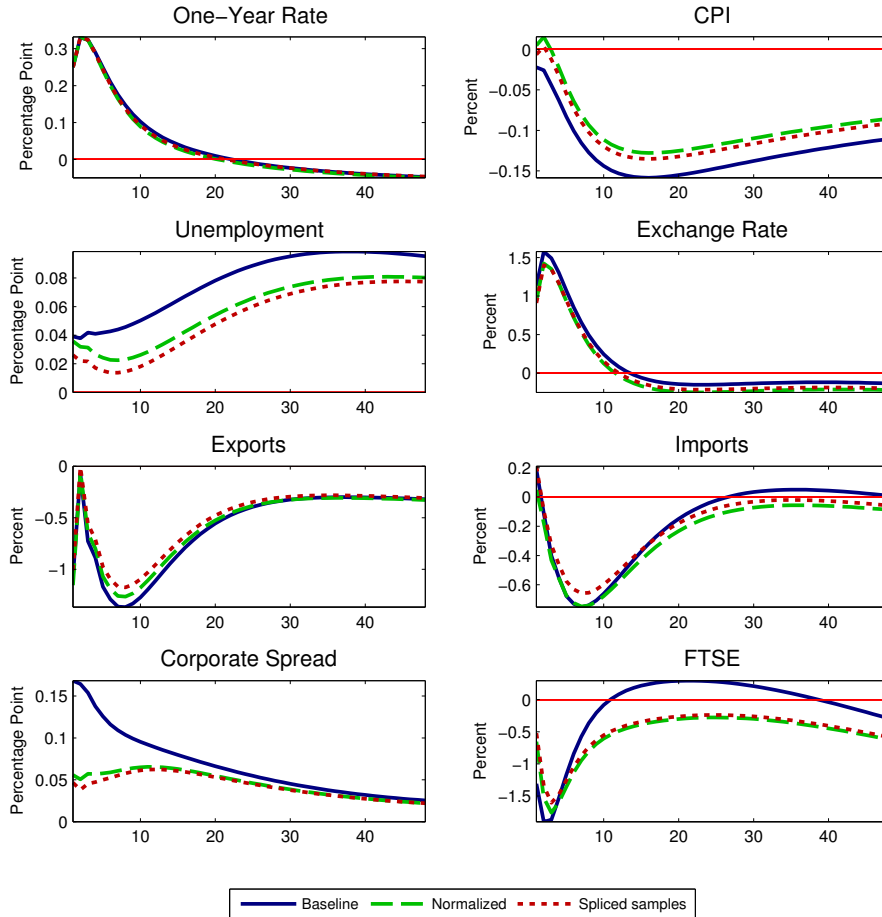 One−Year Rate
CPI
Percentage Point
0.3
0.2
0.1
0
10 20 30 40
Percent
0
−0.05
−0.1
−0.15
10 20 30 40
Unemployment
Exchange Rate
Percentage Point
0.08
0.06
0.04
0.02
0
10 20 30 40
Percent
1.5
1
0.5
0
10 20 30 40
Exports
Imports
Percent
0
−0.5
−1
10 20 30 40
Percent
0.2
0
−0.2
−0.4
−0.6
10 20 30 40
Corporate Spread
FTSE
Percentage Point
0.15
0.1
0.05
0
10 20 30 40
Percent
0
−0.5
−1
−1.5
10 20 30 40
Baseline Normalized Spliced samples